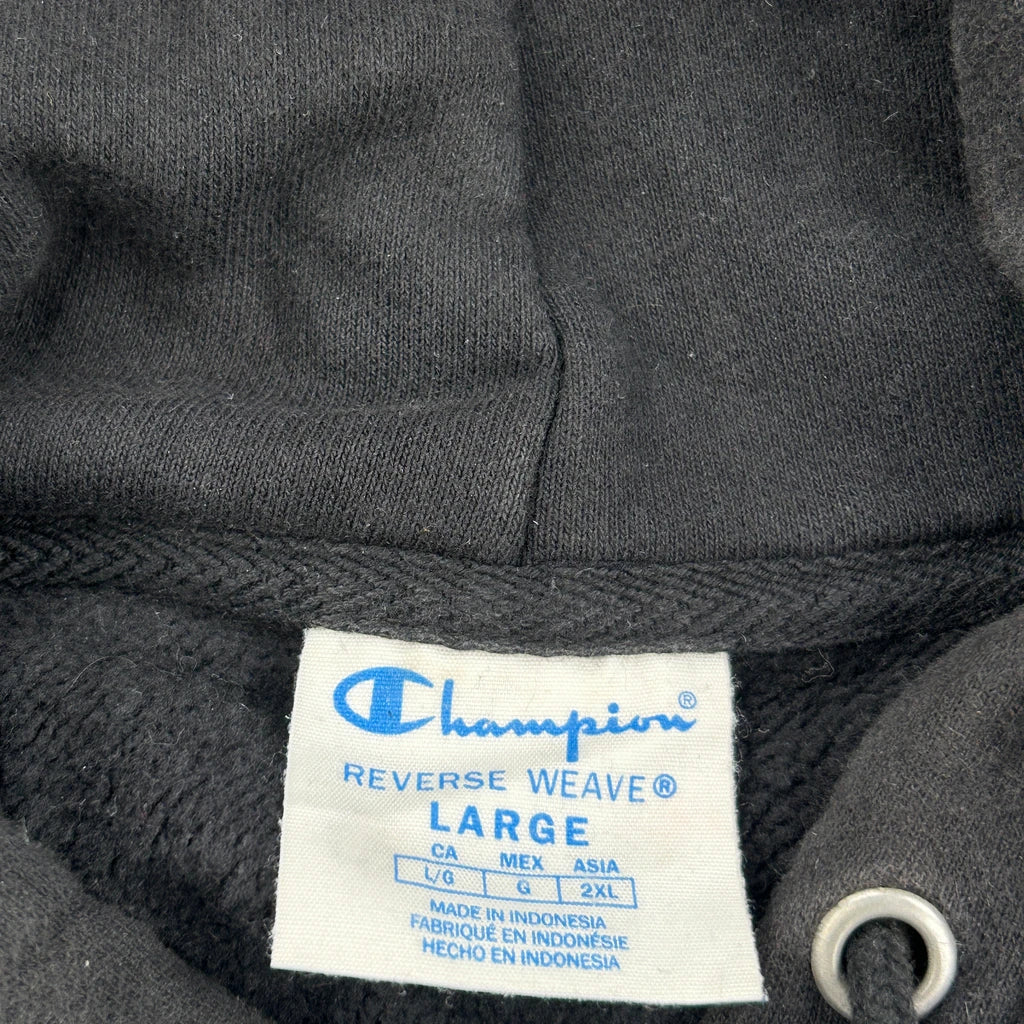 Champion®
REVERSE WEAVE®
LARGE
CA MEX ASIA
L/G G 2XL
MADE IN INDONESIA
FABRIQUÉ EN INDONÉSIE
HECHO EN INDONESIA